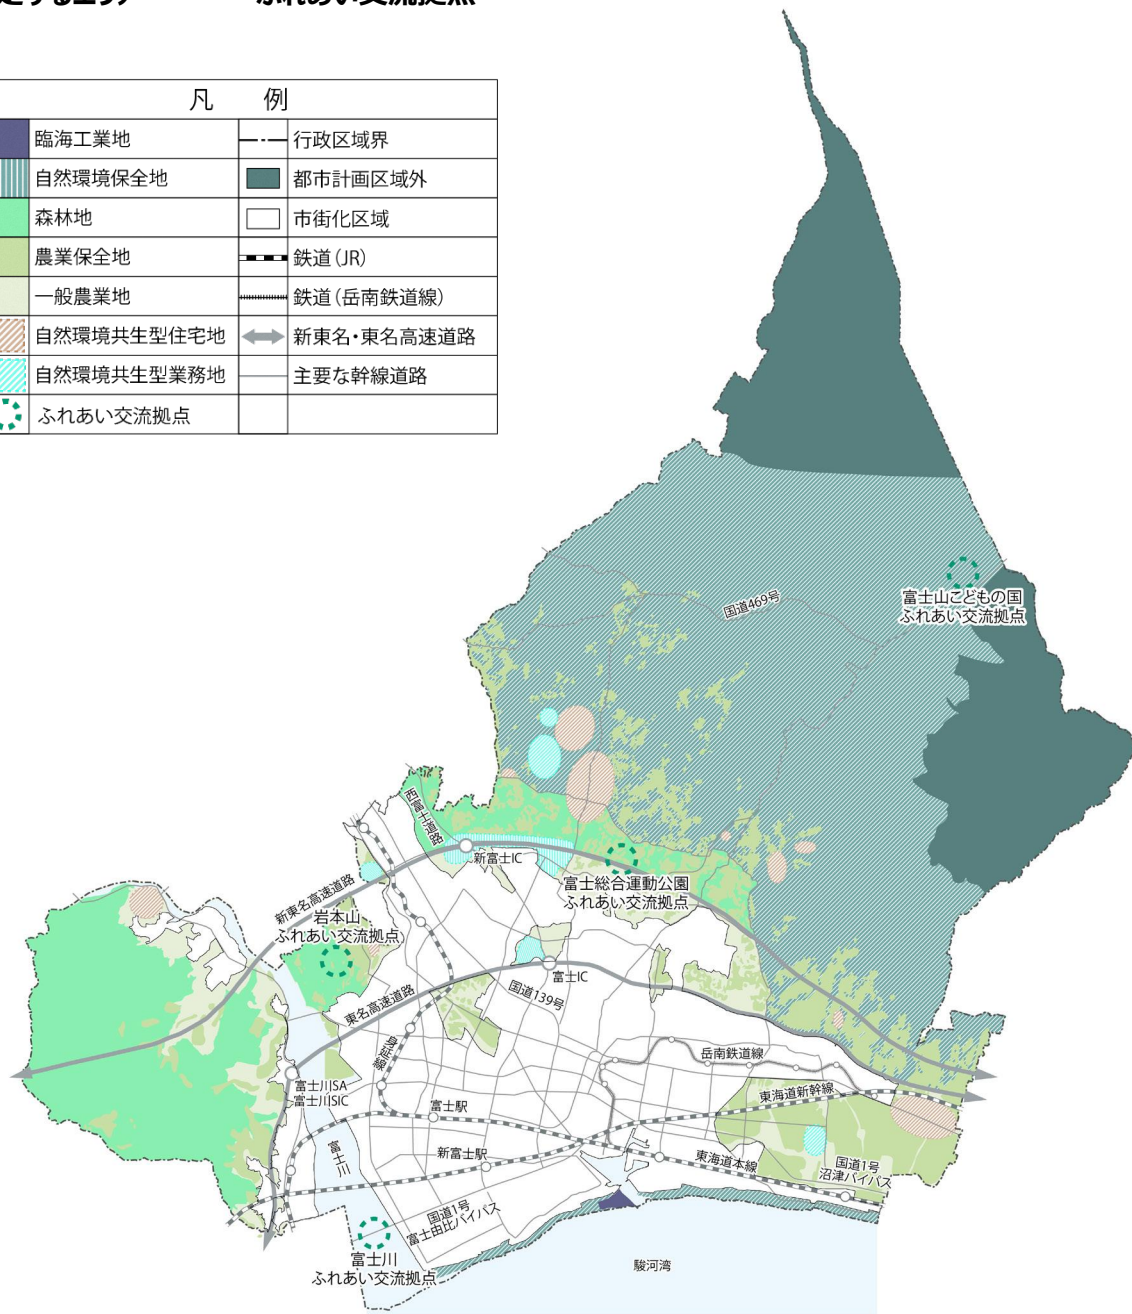 ふれあい交流拠点
凡 例
臨海工業地
行政区域界
自然環境保全地
都市計画区域外
森林地
市街化区域
農業保全地
鉄道(JR)
一般農業地
鉄道(岳南鉄道線)
自然環境共生型住宅地
新東名・東名高速道路
自然環境共生型業務地
主要な幹線道路
ふれあい交流拠点
国道469号
富士山こどもの国
ふれあい交流拠点
西富士道路
新富士IC
富士総合運動公園
ふれあい交流拠点
新東名高速道路
岩本山
ふれあい交流拠点
富士IC
国道139号
東名高速道路
身延線
岳南鉄道線
富士川SA
富士川SIC
東海道新幹線
富士駅
富士川
新富士駅
東海道本線
国道1号
沼津バイパス
国道1号
富士由比バイパス
富士川
ふれあい交流拠点
駿河湾